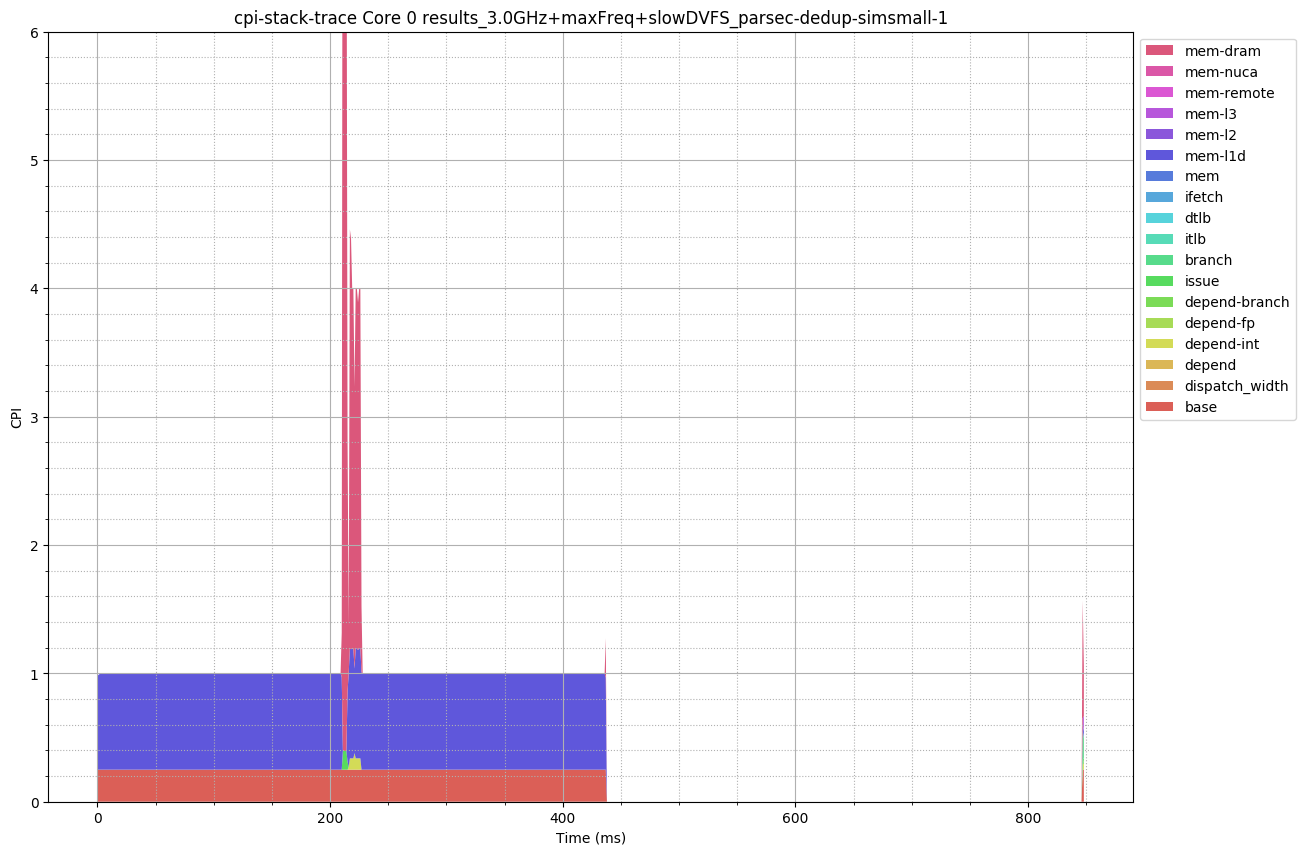 cpi-stack-trace Core 0 results_3.0GHz+maxFreq+slowDVFS_parsec-dedup-simsmall-1
6
5
4
3
2
1
0
CPI
0
200
400
600
800
Time (ms)
mem-dram
mem-nuca
mem-remote
mem-l3
mem-l2
mem-l1d
mem
ifetch
dtlb
itlb
branch
issue
depend-branch
depend-fp
depend-int
depend
dispatch_width
base